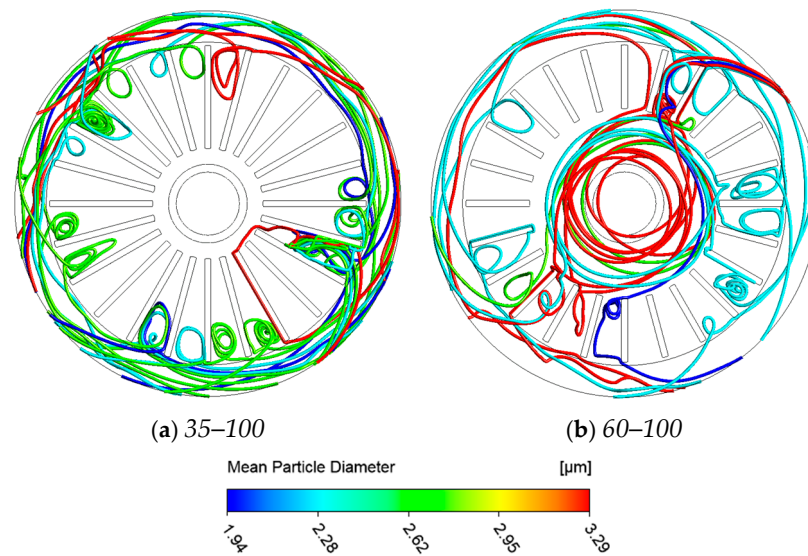 (a) 35–100
(b) 60–100
Mean Particle Diameter [µm]
1.94 2.28 2.62 2.95 3.29